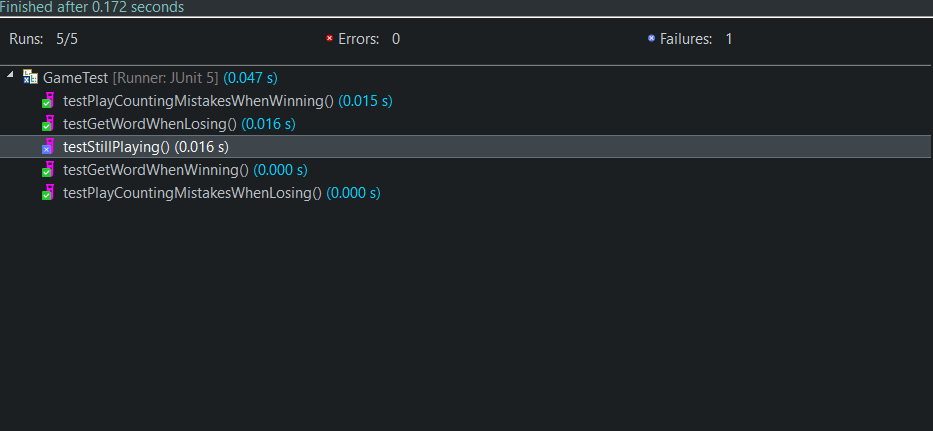 Finished after 0.172 seconds
Runs: 5/5 Errors: 0 Failures: 1
GameTest [Runner: JUnit 5] (0.047 s)
testPlayCountingMistakesWhenWinning() (0.015 s)
testGetWordWhenLosing() (0.016 s)
testStillPlaying() (0.016 s)
testGetWordWhenWinning() (0.000 s)
testPlayCountingMistakesWhenLosing() (0.000 s)